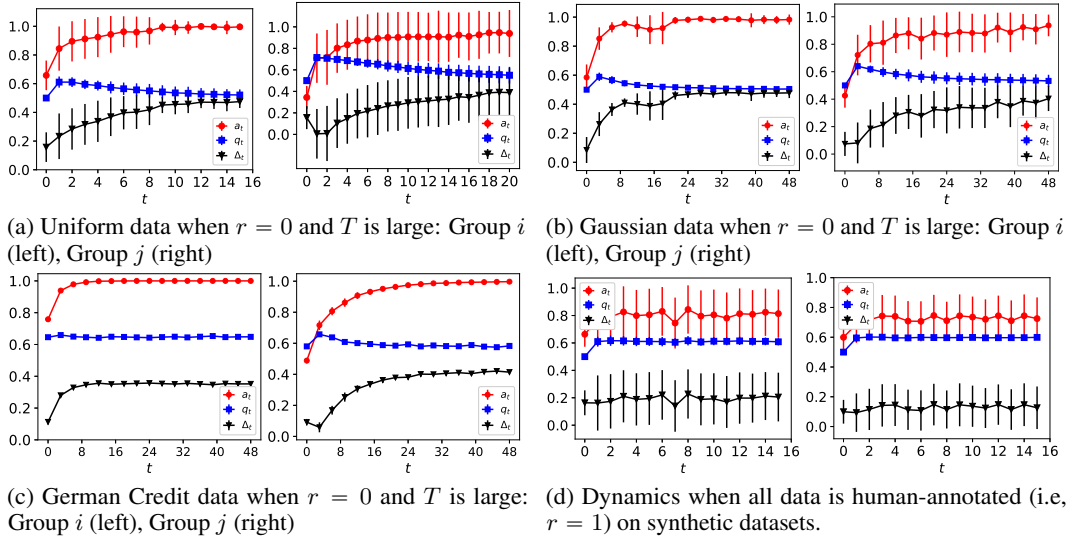 1.0
0.8
0.6
0.4
0.2
0.0
a_t
q_t
Δ_t
0 2 4 6 8 10 12 14 16
t
1.0
0.8
0.6
0.4
0.2
0.0
a_t
q_t
Δ_t
0 2 4 6 8 10 12 14 16 18 20
t
(a) Uniform data when r = 0 and T is large: Group i
(left), Group j (right)
1.0
0.8
0.6
0.4
0.2
0.0
a_t
q_t
Δ_t
0 8 16 24 32 40 48
t
1.0
0.8
0.6
0.4
0.2
0.0
a_t
q_t
Δ_t
0 8 16 24 32 40 48
t
(b) Gaussian data when r = 0 and T is large: Group i
(left), Group j (right)
1.0
0.8
0.6
0.4
0.2
0.0
a_t
q_t
Δ_t
0 8 16 24 32 40 48
t
1.0
0.8
0.6
0.4
0.2
0.0
a_t
q_t
Δ_t
0 8 16 24 32 40 48
t
(c) German Credit data when r = 0 and T is large:
Group i (left), Group j (right)
1.0
0.8
0.6
0.4
0.2
0.0
a_t
q_t
Δ_t
0 2 4 6 8 10 12 14 16
t
1.0
0.8
0.6
0.4
0.2
0.0
a_t
q_t
Δ_t
0 2 4 6 8 10 12 14 16
t
(d) Dynamics when all data is human-annotated (i.e,
r = 1) on synthetic datasets.